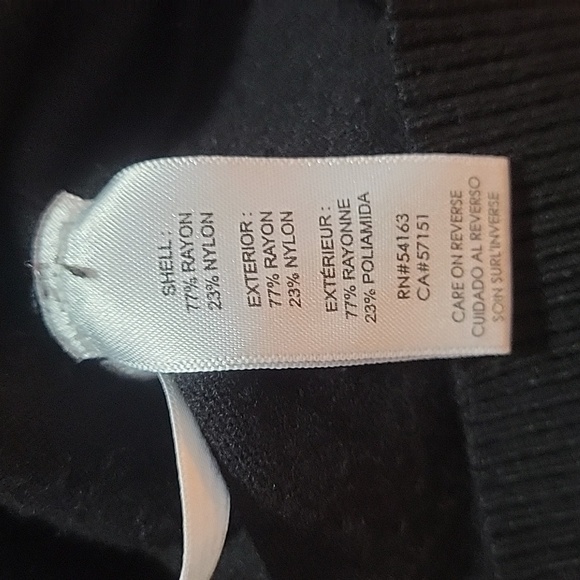 SHELL:
77% RAYON
23% NYLON
EXTERIOR:
77% RAYON
23% NYLON
EXTÉRIEUR:
77% RAYONNE
23% POLIAMIDA
RN#54163
CA#57151
CARE ON REVERSE
CUIDADO AL REVERSO
SOIN SURL'INVERSE